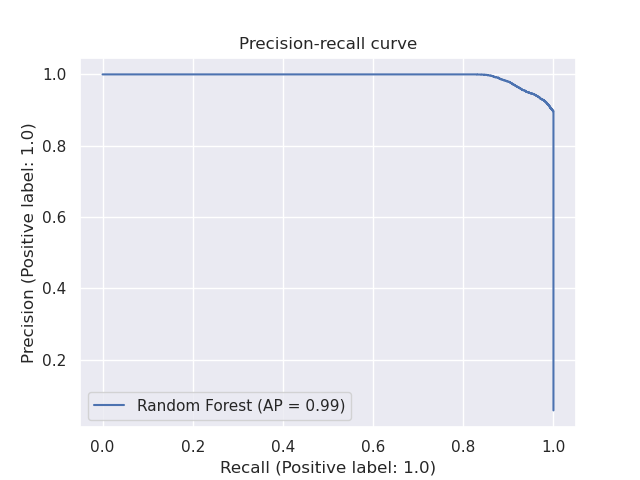 Precision-recall curve
1.0
0.8
0.6
0.4
0.2
Precision (Positive label: 1.0)
Random Forest (AP = 0.99)
0.0 0.2 0.4 0.6 0.8 1.0
Recall (Positive label: 1.0)